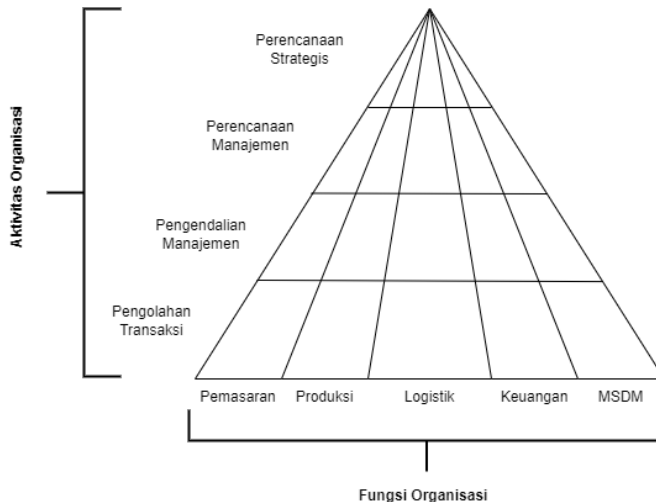 Perencanaan
Strategis
Perencanaan
Manajemen
Aktivitas Organisasi
Pengendalian
Manajemen
Pengolahan
Transaksi
Pemasaran
Produksi
Logistik
Keuangan
MSDM
Fungsi Organisasi